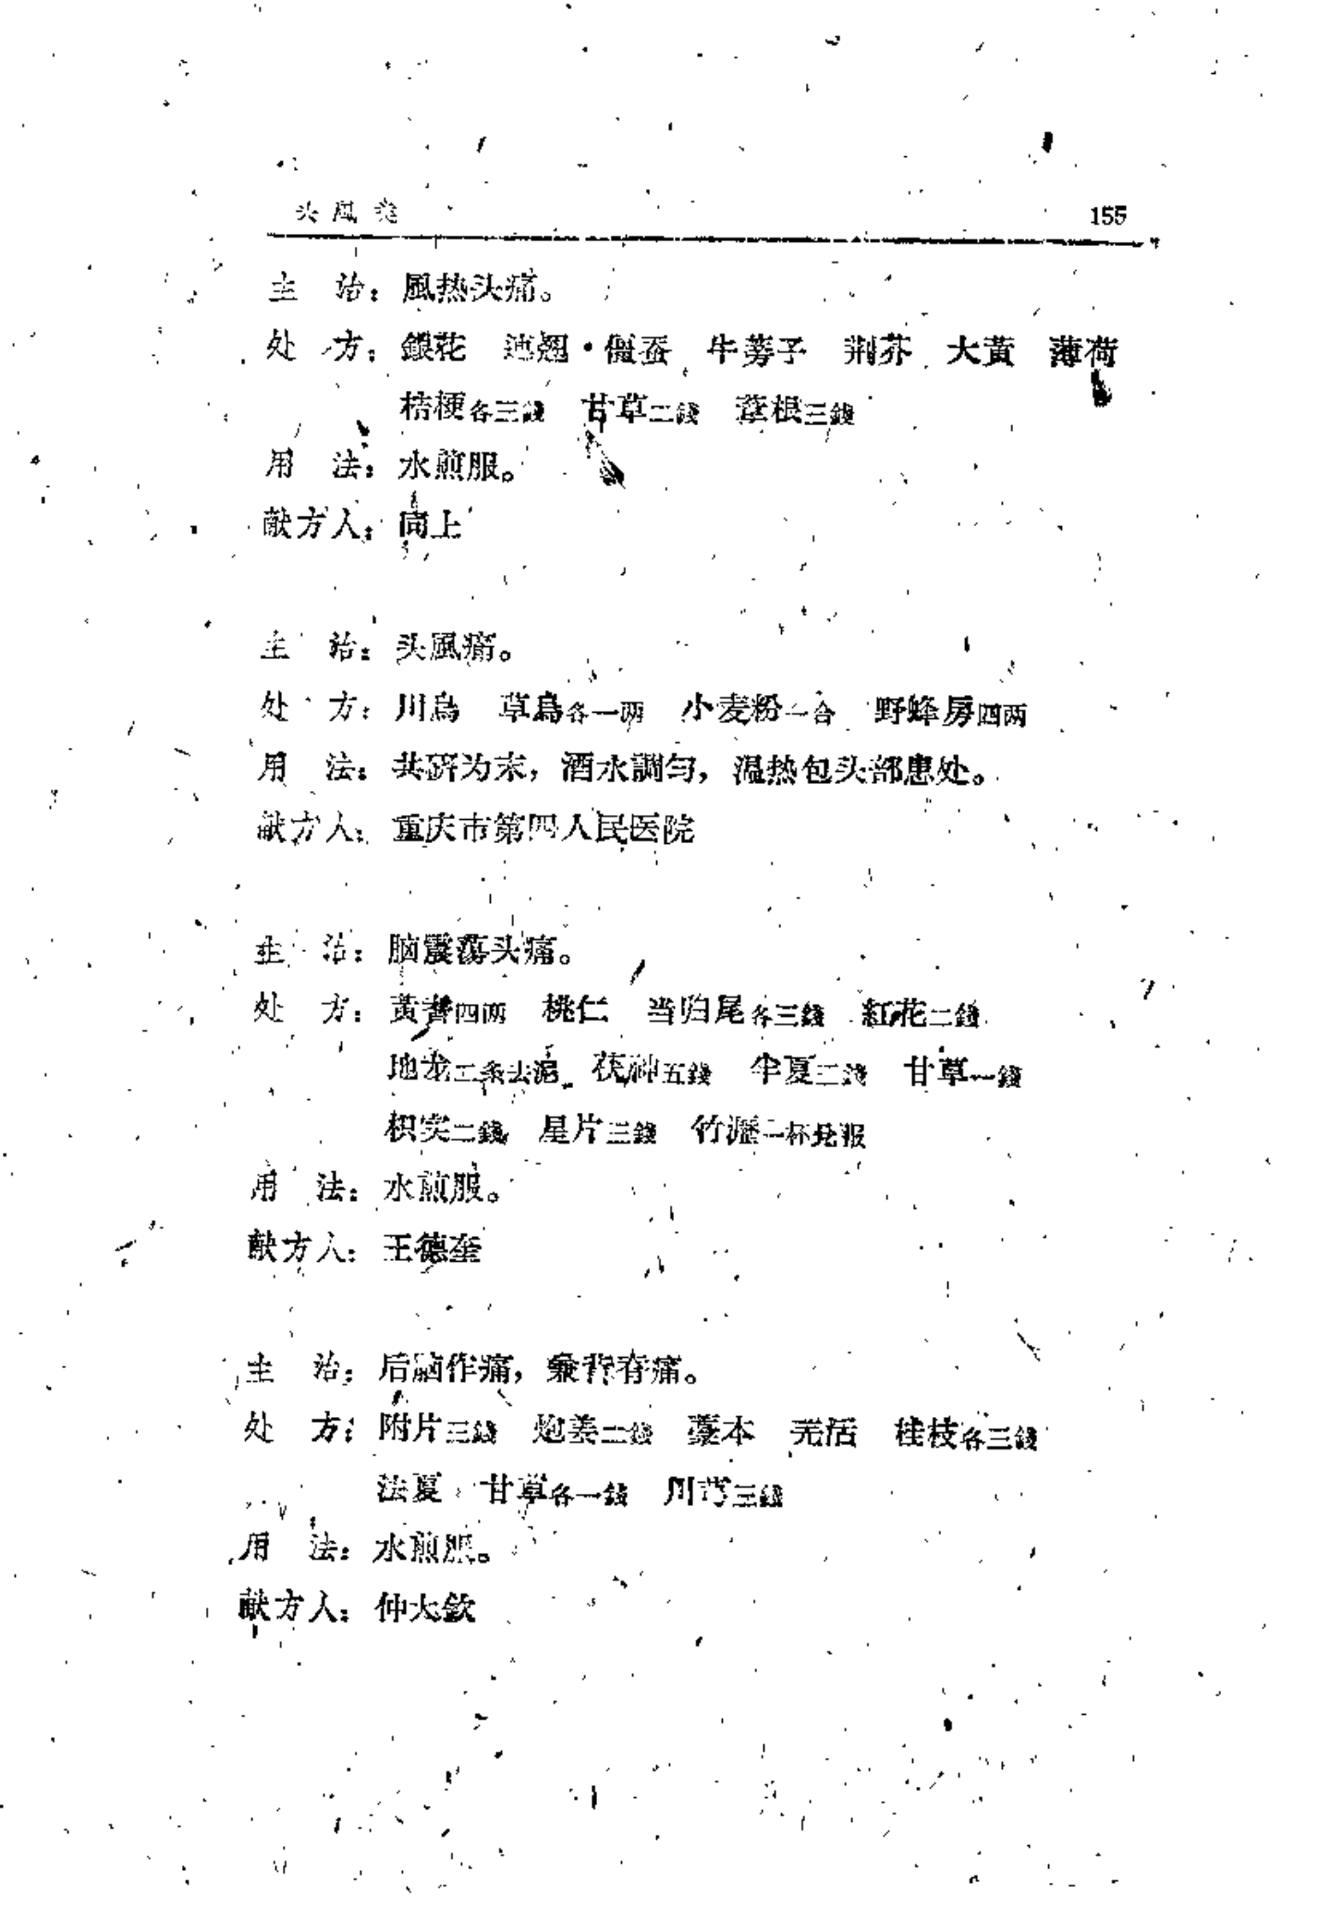 头風卷 155
主 治：風热头痛。
处 方：銀花 連翘 僵蚕 牛蒡子 荆芥 大黃 薄荷
桔梗各三錢 甘草二錢 葦根三錢
用 法：水煎服。
献方人：同上
主 治：头風痛。
处 方：川烏 草烏各一两 小麦粉一合 野蜂房四两
用 法：共研为末，酒水調匀，温热包头部患处。
献方人：重庆市第四人民医院
主 治：脑震荡头痛。
处 方：黃耆四两 桃仁 当归尾各三錢 紅花二錢
地龙二条去泥 茯神五錢 半夏三錢 甘草一錢
枳实二錢 星片三錢 竹瀝一杯兑服
用 法：水煎服。
献方人：王德奎
主 治：后脑作痛，兼背脊痛。
处 方：附片三錢 炮姜二錢 藁本 羌活 桂枝各三錢
法夏 甘草各一錢 川芎三錢
用 法：水煎服。
献方人：仲大欽